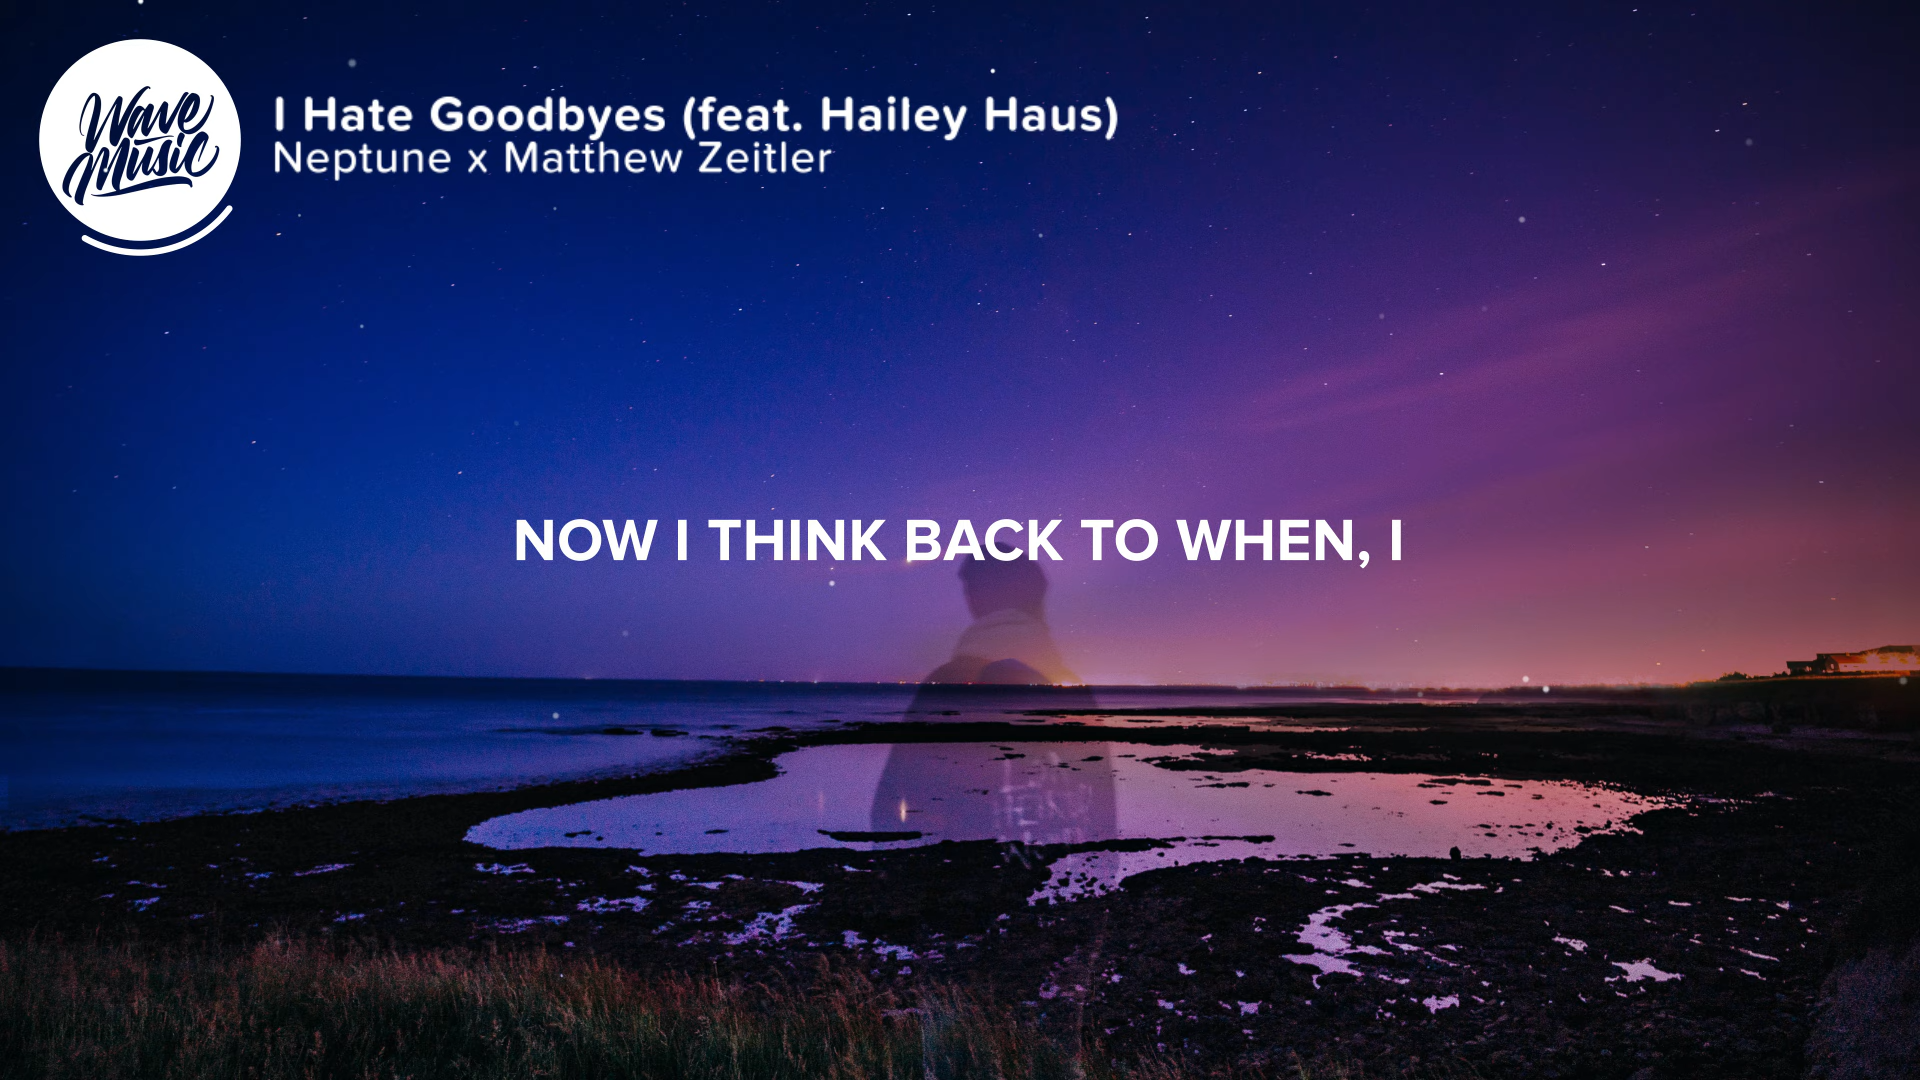 Wave
Music
I Hate Goodbyes (feat. Hailey Haus)
Neptune x Matthew Zeitler
NOW I THINK BACK TO WHEN, I